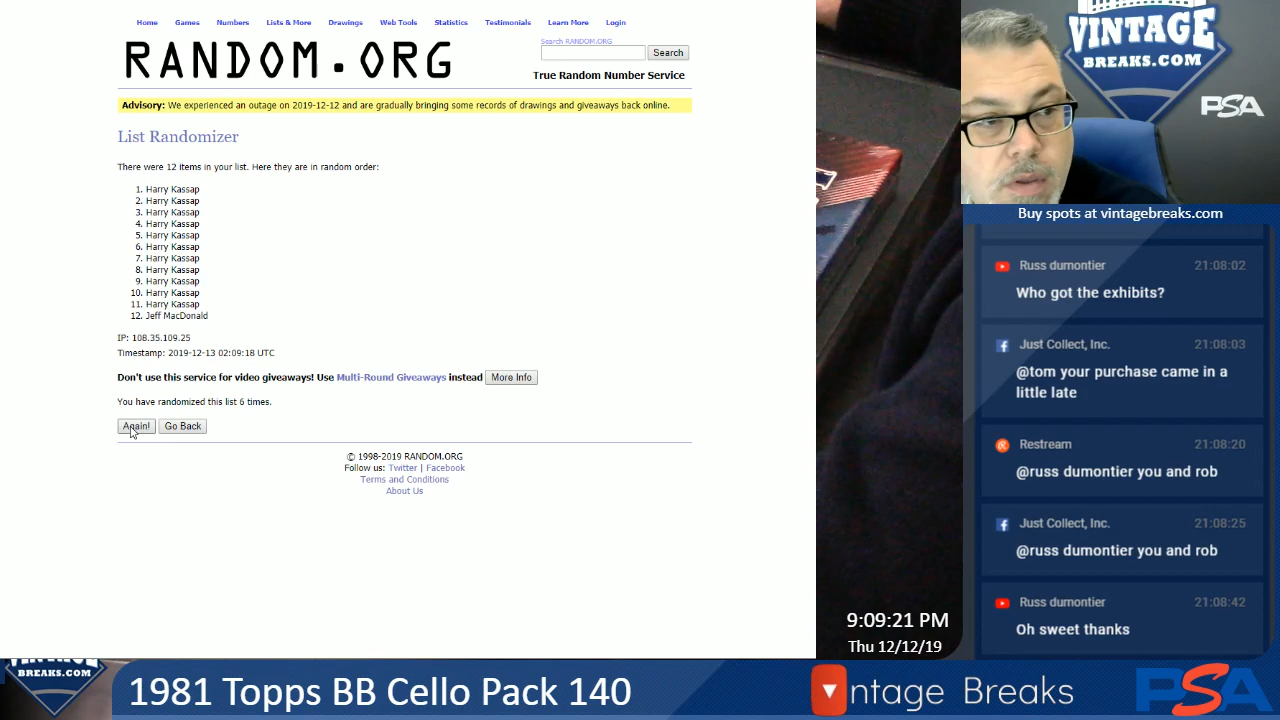 Home Games Numbers Lists & More Drawings Web Tools Statistics Testimonials Learn More Login
RANDOM.ORG
Search RANDOM.ORG
Search
True Random Number Service
Advisory: We experienced an outage on 2019-12-12 and are gradually bringing some records of drawings and giveaways back online.
List Randomizer
There were 12 items in your list. Here they are in random order:
1. Harry Kassap
2. Harry Kassap
3. Harry Kassap
4. Harry Kassap
5. Harry Kassap
6. Harry Kassap
7. Harry Kassap
8. Harry Kassap
9. Harry Kassap
10. Harry Kassap
11. Harry Kassap
12. Jeff MacDonald
IP: 108.35.109.25
Timestamp: 2019-12-13 02:09:18 UTC
Don't use this service for video giveaways! Use Multi-Round Giveaways instead More Info
You have randomized this list 6 times.
Again! Go Back
© 1998-2019 RANDOM.ORG
Follow us: Twitter | Facebook
Terms and Conditions
About Us
VINTAGE
BREAKS.COM
PSA
Buy spots at vintagebreaks.com
Russ dumontier 21:08:02
Who got the exhibits?
Just Collect, Inc. 21:08:03
@tom your purchase came in a
little late
Restream 21:08:20
@russ dumontier you and rob
Just Collect, Inc. 21:08:25
@russ dumontier you and rob
Russ dumontier 21:08:42
Oh sweet thanks
9:09:21 PM
Thu 12/12/19
VINTAGE
BREAKS.COM
1981 Topps BB Cello Pack 140
Vintage Breaks
PSA